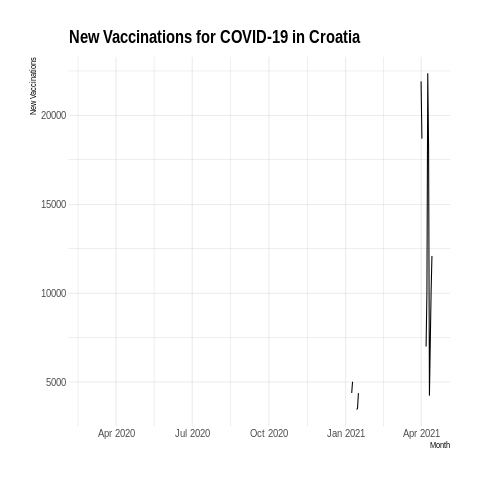 New Vaccinations for COVID-19 in Croatia
New Vaccinations
20000
15000
10000
5000
Apr 2020 Jul 2020 Oct 2020 Jan 2021 Apr 2021
Month